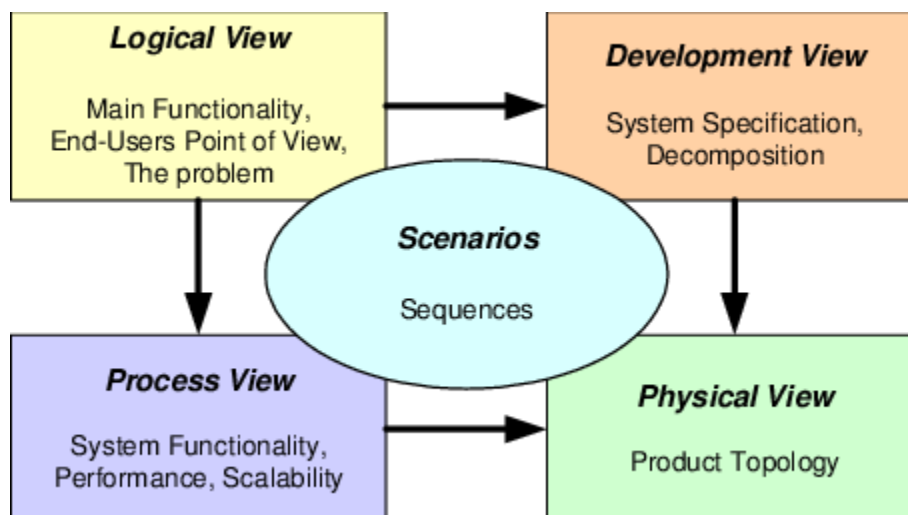 Logical View
Main Functionality,
End-Users Point of View,
The problem
Development View
System Specification,
Decomposition
Scenarios
Sequences
Process View
System Functionality,
Performance, Scalability
Physical View
Product Topology